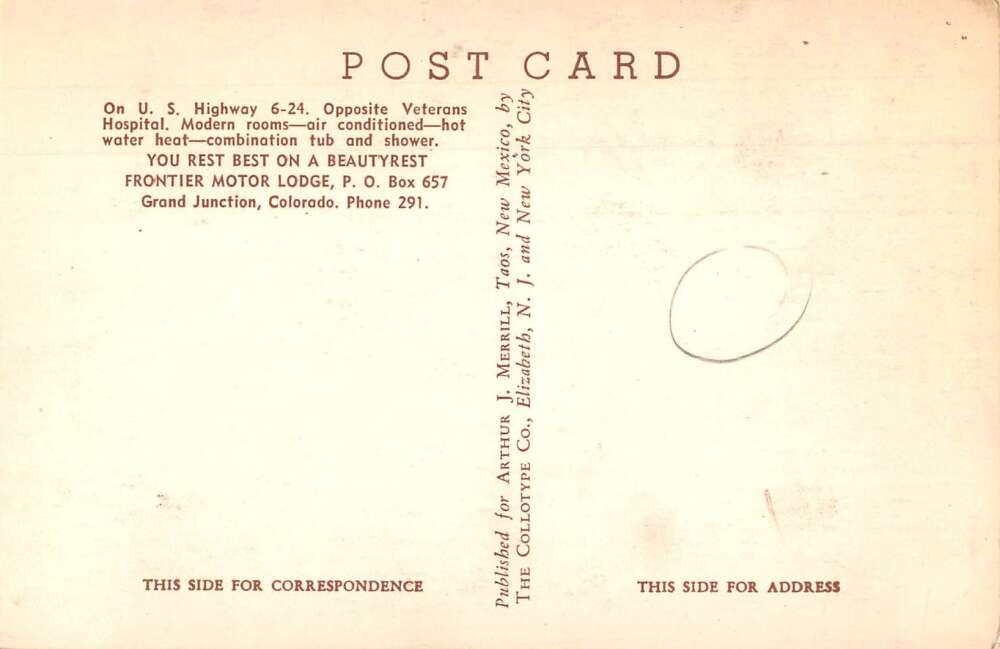 POST CARD
On U. S. Highway 6-24. Opposite Veterans
Hospital. Modern rooms—air conditioned—hot
water heat—combination tub and shower.
YOU REST BEST ON A BEAUTYREST
FRONTIER MOTOR LODGE, P. O. Box 657
Grand Junction, Colorado. Phone 291.
Published for ARTHUR J. MERRILL, Taos, New Mexico, by
THE COLLOTYPE CO., Elizabeth, N. J. and New York City
THIS SIDE FOR CORRESPONDENCE
THIS SIDE FOR ADDRESS